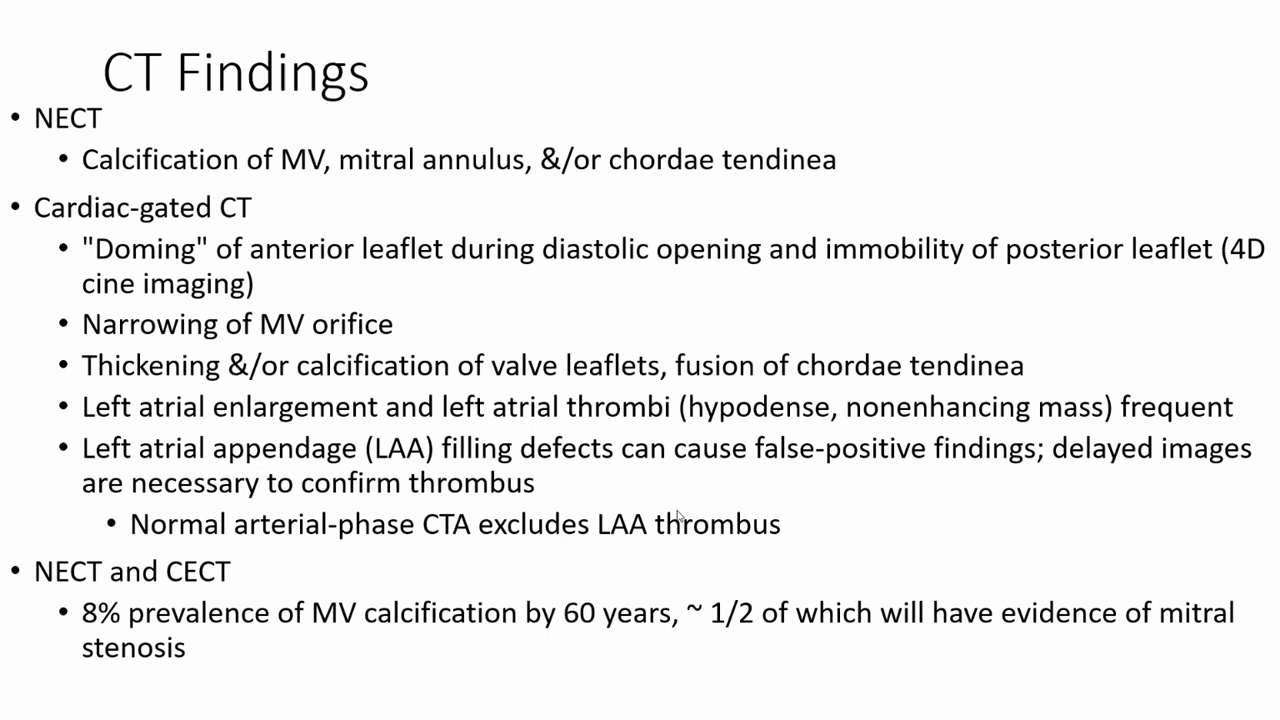 CT Findings
• NECT
• Calcification of MV, mitral annulus, &/or chordae tendinea
• Cardiac-gated CT
• "Doming" of anterior leaflet during diastolic opening and immobility of posterior leaflet (4D
cine imaging)
• Narrowing of MV orifice
• Thickening &/or calcification of valve leaflets, fusion of chordae tendinea
• Left atrial enlargement and left atrial thrombi (hypodense, nonenhancing mass) frequent
• Left atrial appendage (LAA) filling defects can cause false-positive findings; delayed images
are necessary to confirm thrombus
• Normal arterial-phase CTA excludes LAA thrombus
• NECT and CECT
• 8% prevalence of MV calcification by 60 years, ~ 1/2 of which will have evidence of mitral
stenosis